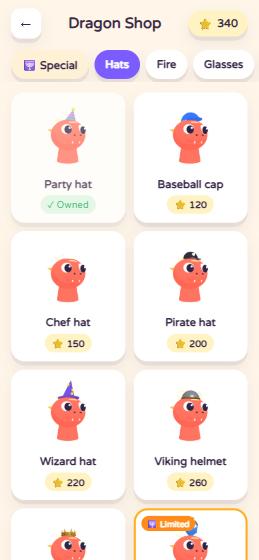 ← Dragon Shop 340
Special Hats Fire Glasses
Party hat Baseball cap
✓ Owned 120
Chef hat Pirate hat
150 200
Wizard hat Viking helmet
220 260
Limited